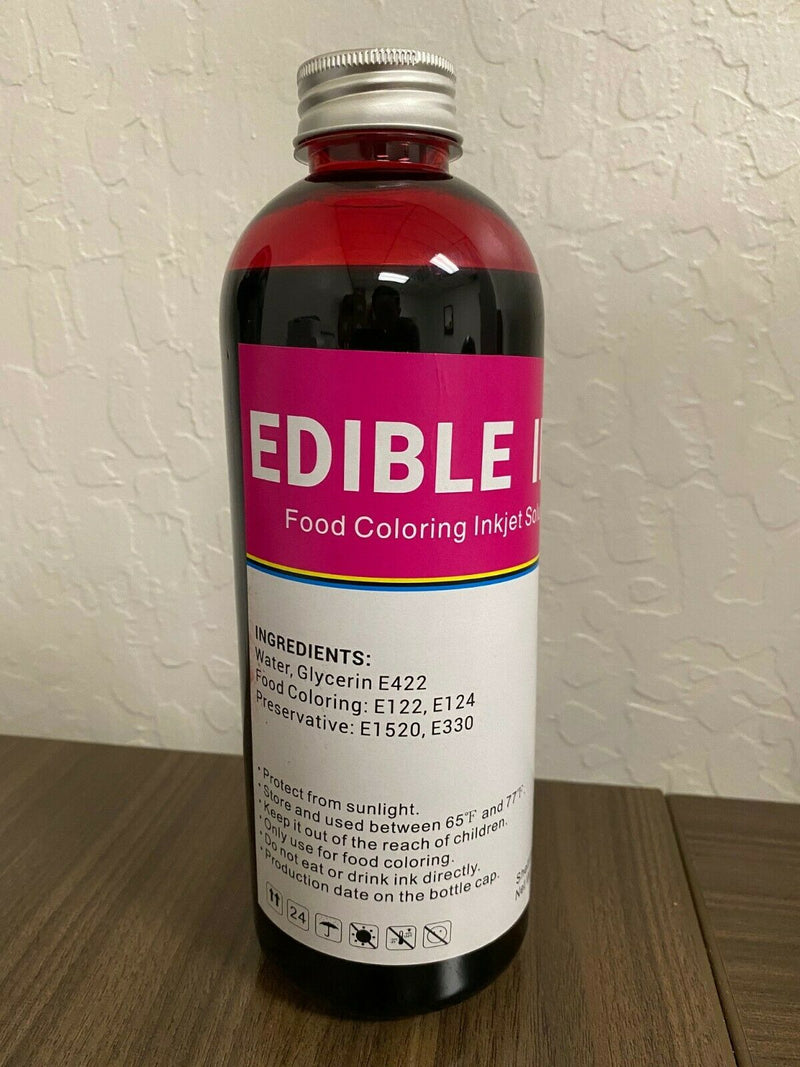 EDIBLE
Food Coloring Inkjet
INGREDIENTS:
Water, Glycerin E422
Food Coloring: E122, E124
Preservative: E1520, E330
• Protect from sunlight.
• Store and used between 65°F and 77°F.
• Keep it out of the reach of children.
• Only use for food coloring.
• Do not eat or drink ink directly.
• Production date on the bottle cap.
24